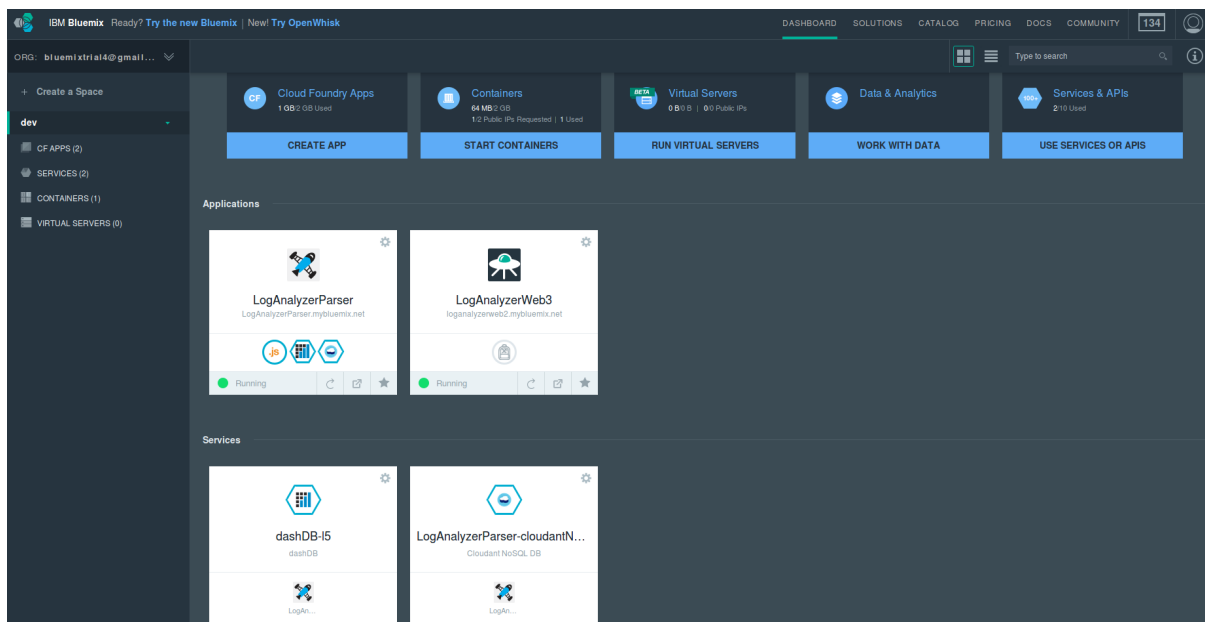 IBM Bluemix Ready? Try the new Bluemix | New! Try OpenWhisk
DASHBOARD SOLUTIONS CATALOG PRICING DOCS COMMUNITY 134
ORG: bluemixtrial4@gmail...
Type to search
+ Create a Space
dev
CF APPS (2)
SERVICES (2)
CONTAINERS (1)
VIRTUAL SERVERS (0)
CF
Cloud Foundry Apps
1 GB/2 GB Used
CREATE APP
Containers
64 MB/2 GB
1/2 Public IPs Requested | 1 Used
START CONTAINERS
BETA
Virtual Servers
0 B/0 B | 0/0 Public IPs
RUN VIRTUAL SERVERS
Data & Analytics
WORK WITH DATA
100+
Services & APIs
2/10 Used
USE SERVICES OR APIS
Applications
LogAnalyzerParser
LogAnalyzerParser.mybluemix.net
.js
Running
LogAnalyzerWeb3
loganalyzerweb2.mybluemix.net
Running
Services
dashDB-l5
dashDB
LogAn...
LogAnalyzerParser-cloudantN...
Cloudant NoSQL DB
LogAn...